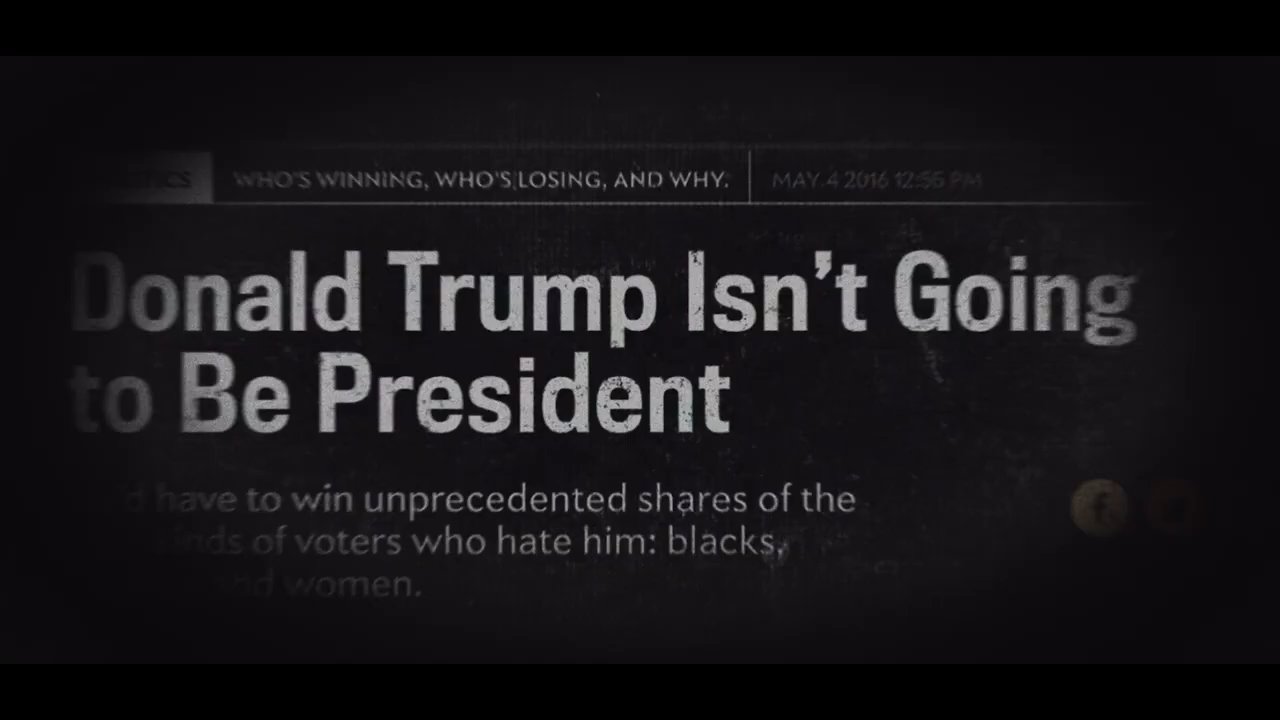 WHO'S WINNING, WHO'S LOSING, AND WHY. MAY 4 2016 12:55 PM
Donald Trump Isn't Going
to Be President
have to win unprecedented shares of the
of voters who hate him: blacks,
women.